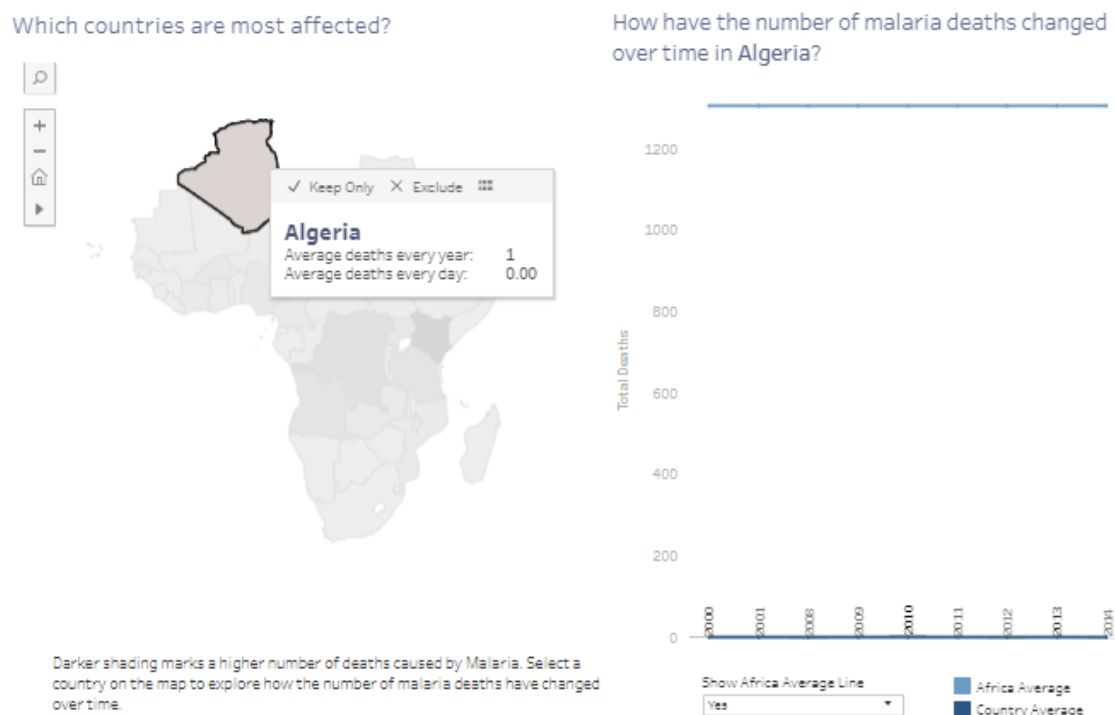 Which countries are most affected?
✓ Keep Only ✕ Exclude
Algeria
Average deaths every year: 1
Average deaths every day: 0.00
Darker shading marks a higher number of deaths caused by Malaria. Select a
country on the map to explore how the number of malaria deaths have changed
over time.
How have the number of malaria deaths changed
over time in Algeria?
Total Deaths
1200
1000
800
600
400
200
0
2000 2001 2008 2009 2010 2011 2012 2013 2014
Show Africa Average Line
Yes
Africa Average
Country Average